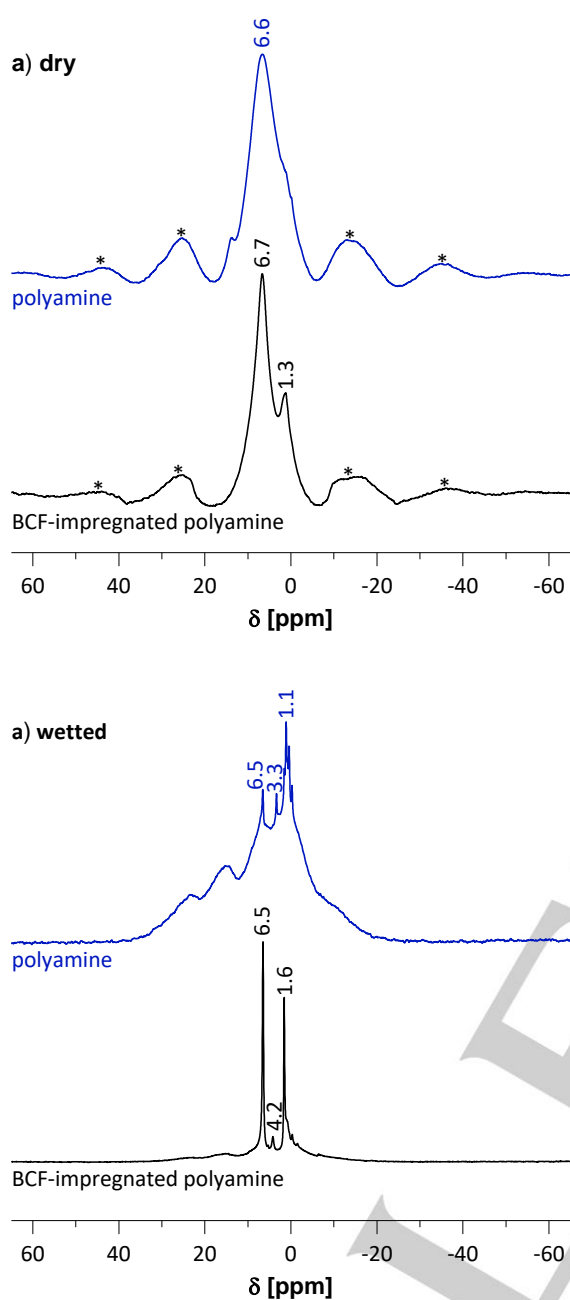 6.6
a) dry
* * * *
polyamine
6.7
1.3
* * * *
BCF-impregnated polyamine
60 40 20 0 -20 -40 -60
δ [ppm]
1.1
a) wetted
6.5 3.3
polyamine
6.5
1.6
4.2
BCF-impregnated polyamine
60 40 20 0 -20 -40 -60
δ [ppm]